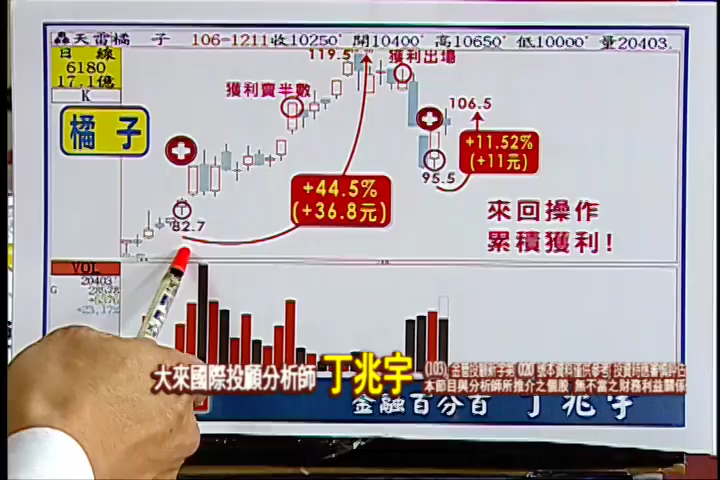 天雷橘 子 106-1211收10250 開10400 高10650 低10000 量20403
日 線
6180
17.1億
K
橘 子
119.5
獲利出場
獲利賣半數
106.5
+11.52%
(+11元)
95.5
+44.5%
(+36.8元)
82.7
來回操作
累積獲利!
VOL
20403
G
大來國際投顧分析師 丁兆宇
本節目與分析師所推介之個股 無不當之財務利益關係
金融百分百 丁兆宇